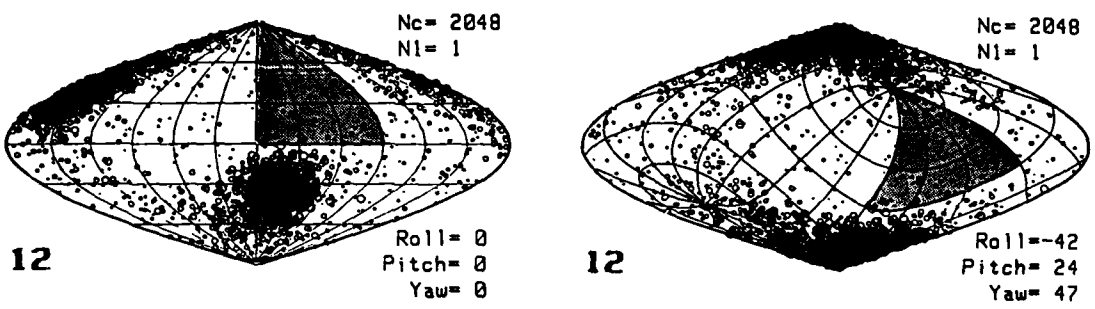 Nc= 2048
N1= 1
12
Roll= 0
Pitch= 0
Yaw= 0
Nc= 2048
N1= 1
12
Roll=-42
Pitch= 24
Yaw= 47